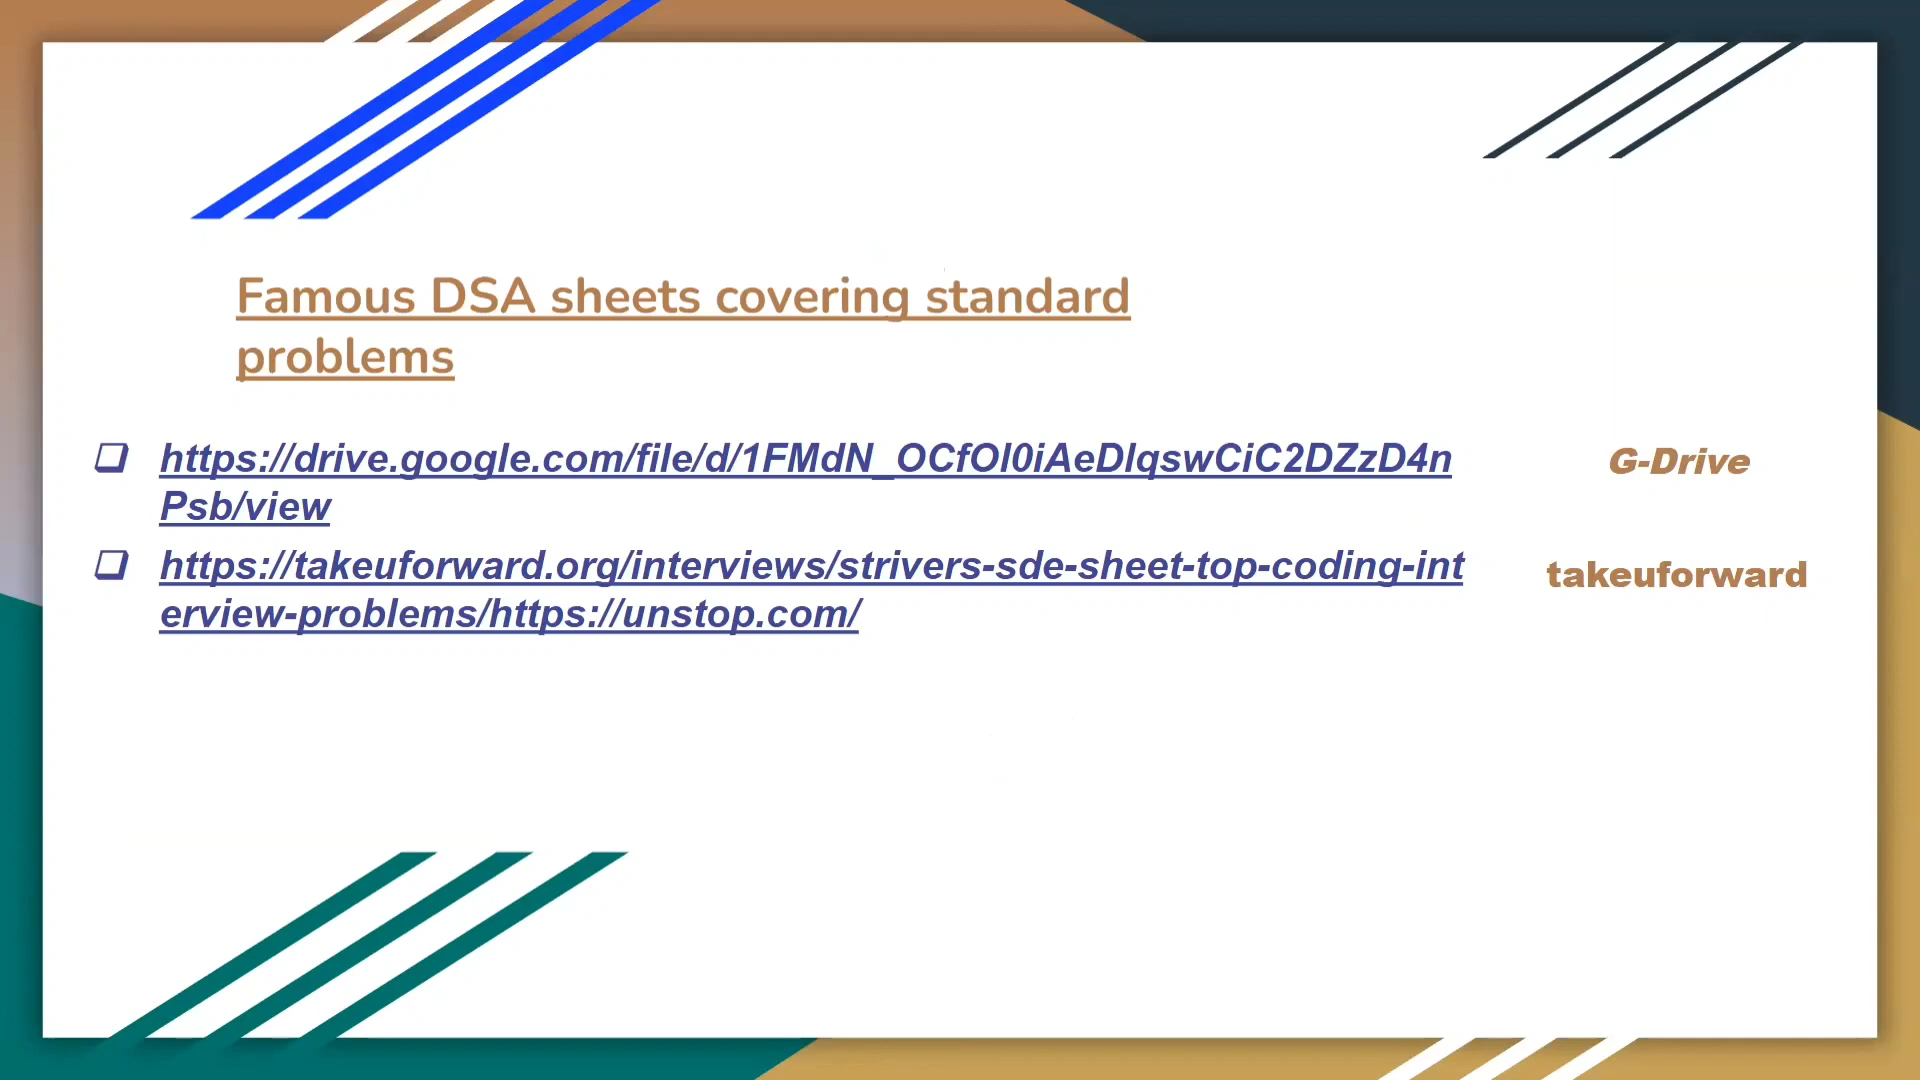 Famous DSA sheets covering standard
problems
https://drive.google.com/file/d/1FMdN_OCfOI0iAeDlqswCiC2DZzD4n
Psb/view
G-Drive
https://takeuforward.org/interviews/strivers-sde-sheet-top-coding-int
erview-problems/https://unstop.com/
takeuforward